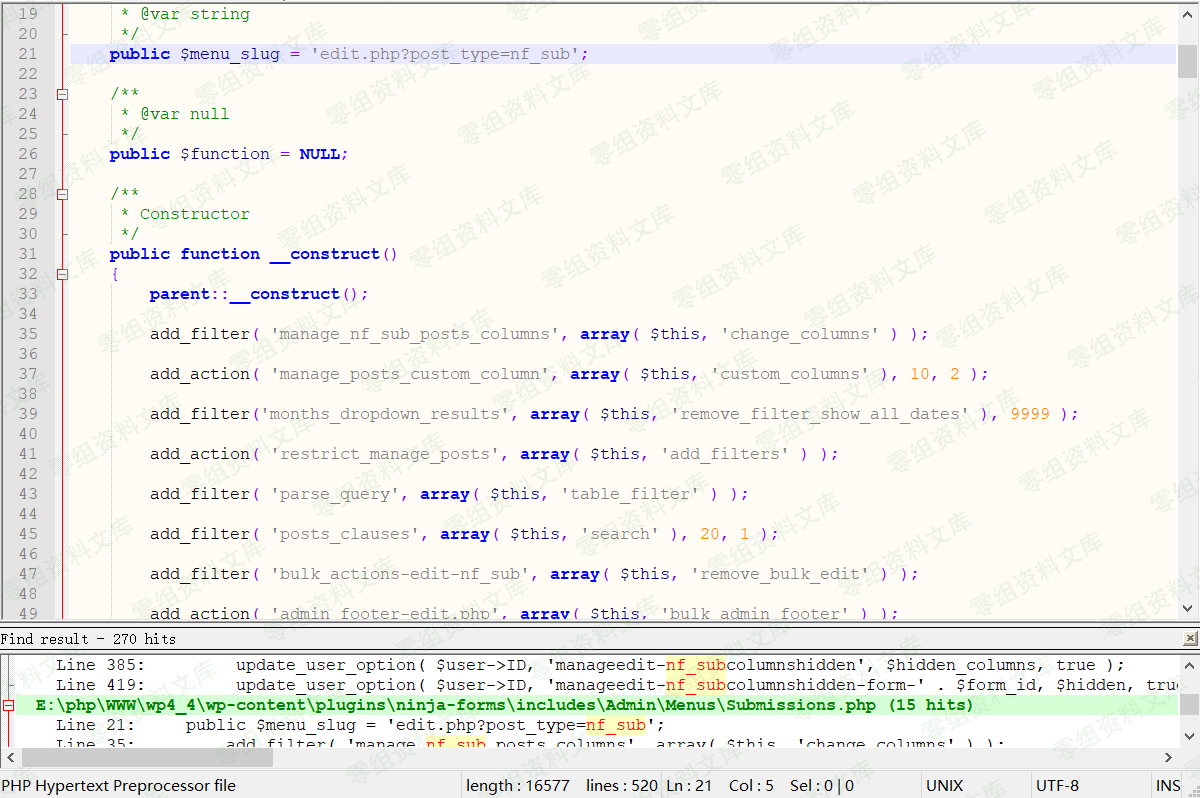 19 * @var string
20 */
21 public $menu_slug = 'edit.php?post_type=nf_sub';
22
23 /**
24 * @var null
25 */
26 public $function = NULL;
27
28 /**
29 * Constructor
30 */
31 public function __construct()
32 {
33 parent::__construct();
34
35 add_filter( 'manage_nf_sub_posts_columns', array( $this, 'change_columns' ) );
36
37 add_action( 'manage_posts_custom_column', array( $this, 'custom_columns' ), 10, 2 );
38
39 add_filter('months_dropdown_results', array( $this, 'remove_filter_show_all_dates' ), 9999 );
40
41 add_action( 'restrict_manage_posts', array( $this, 'add_filters' ) );
42
43 add_filter( 'parse_query', array( $this, 'table_filter' ) );
44
45 add_filter( 'posts_clauses', array( $this, 'search' ), 20, 1 );
46
47 add_filter( 'bulk_actions-edit-nf_sub', array( $this, 'remove_bulk_edit' ) );
48
49 add_action( 'admin_footer-edit.php', array( $this, 'bulk_admin_footer' ) );
Find result - 270 hits
Line 385: update_user_option( $user->ID, 'manageedit-nf_subcolumnshidden', $hidden_columns, true );
Line 419: update_user_option( $user->ID, 'manageedit-nf_subcolumnshidden-form-' . $form_id, $hidden, true
E:\php\WWW\wp4_4\wp-content\plugins\ninja-forms\includes\Admin\Menus\Submissions.php (15 hits)
Line 21: public $menu_slug = 'edit.php?post_type=nf_sub';
Line 35: add_filter( 'manage_nf_sub_posts_columns', array( $this, 'change_columns' ) );
PHP Hypertext Preprocessor file length : 16577 lines : 520 Ln : 21 Col : 5 Sel : 0 | 0 UNIX UTF-8 INS
零组资料文库